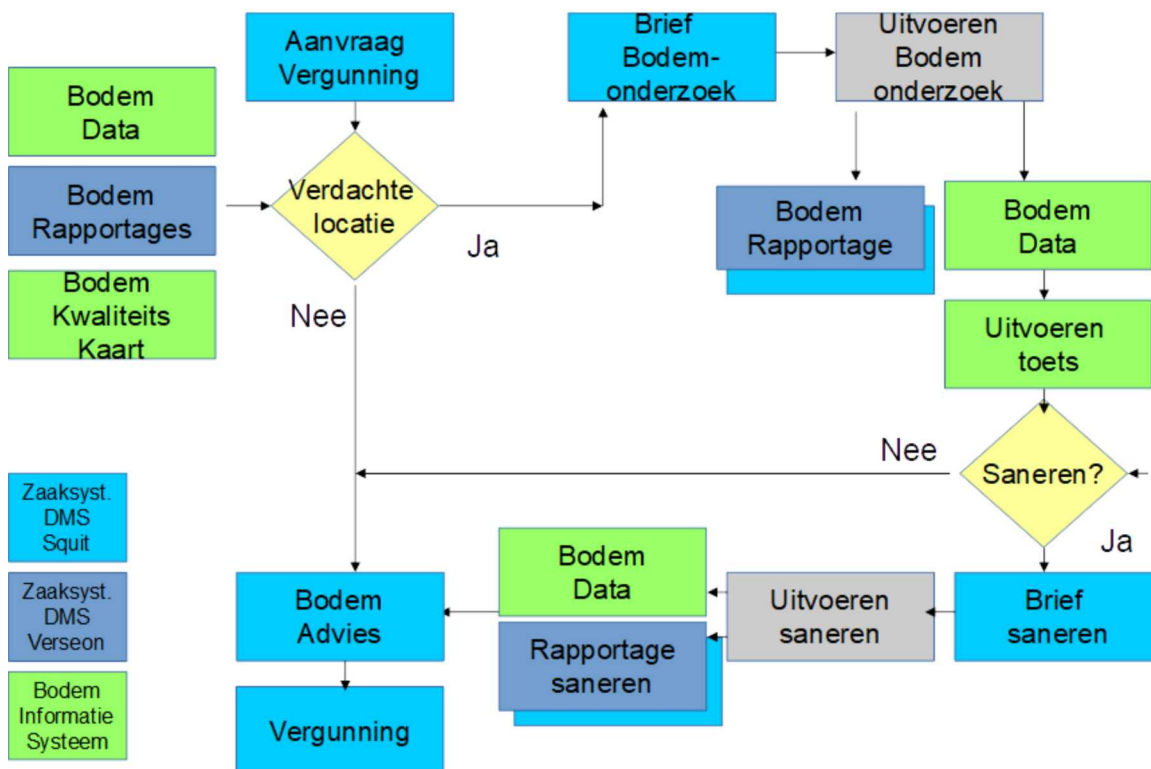 Aanvraag
Vergunning
Brief
Bodem-
onderzoek
Uitvoeren
Bodem
onderzoek
Bodem
Data
Bodem
Rapportages
Bodem
Kwaliteits
Kaart
Verdachte
locatie
Ja
Nee
Bodem
Rapportage
Bodem
Data
Uitvoeren
toets
Nee
Saneren?
Ja
Zaaksyst.
DMS
Squit
Zaaksyst.
DMS
Verseon
Bodem
Informatie
Systeem
Bodem
Advies
Bodem
Data
Rapportage
saneren
Uitvoeren
saneren
Brief
saneren
Vergunning